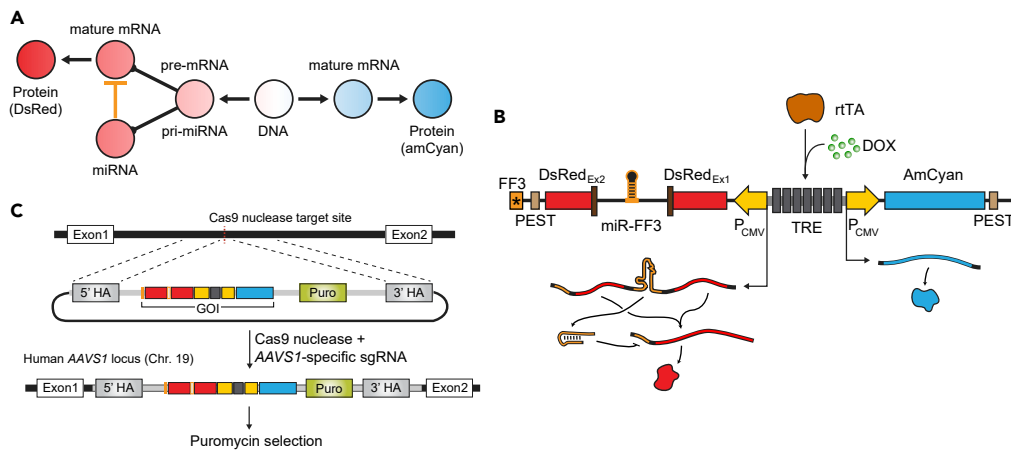 A
mature mRNA
pre-mRNA
mature mRNA
Protein
(DsRed)
pri-miRNA
DNA
Protein
(amCyan)
miRNA
B
rtTA
DOX
FF3
*
DsRedEx2
DsRedEx1
AmCyan
PEST
miR-FF3
PCMV
TRE
PCMV
PEST
C
Cas9 nuclease target site
Exon1
Exon2
5' HA
Puro
3' HA
GOI
Cas9 nuclease +
AAVS1-specific sgRNA
Human AAVS1 locus (Chr. 19)
Exon1
5' HA
Puro
3' HA
Exon2
Puromycin selection